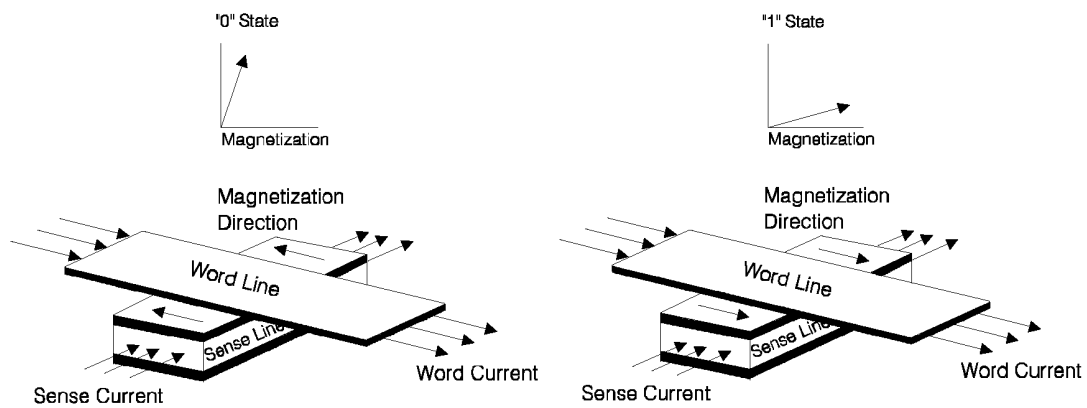 "0" State
Magnetization
Magnetization
Direction
Word Line
Sense Line
Sense Current
Word Current
"1" State
Magnetization
Magnetization
Direction
Word Line
Sense Line
Sense Current
Word Current